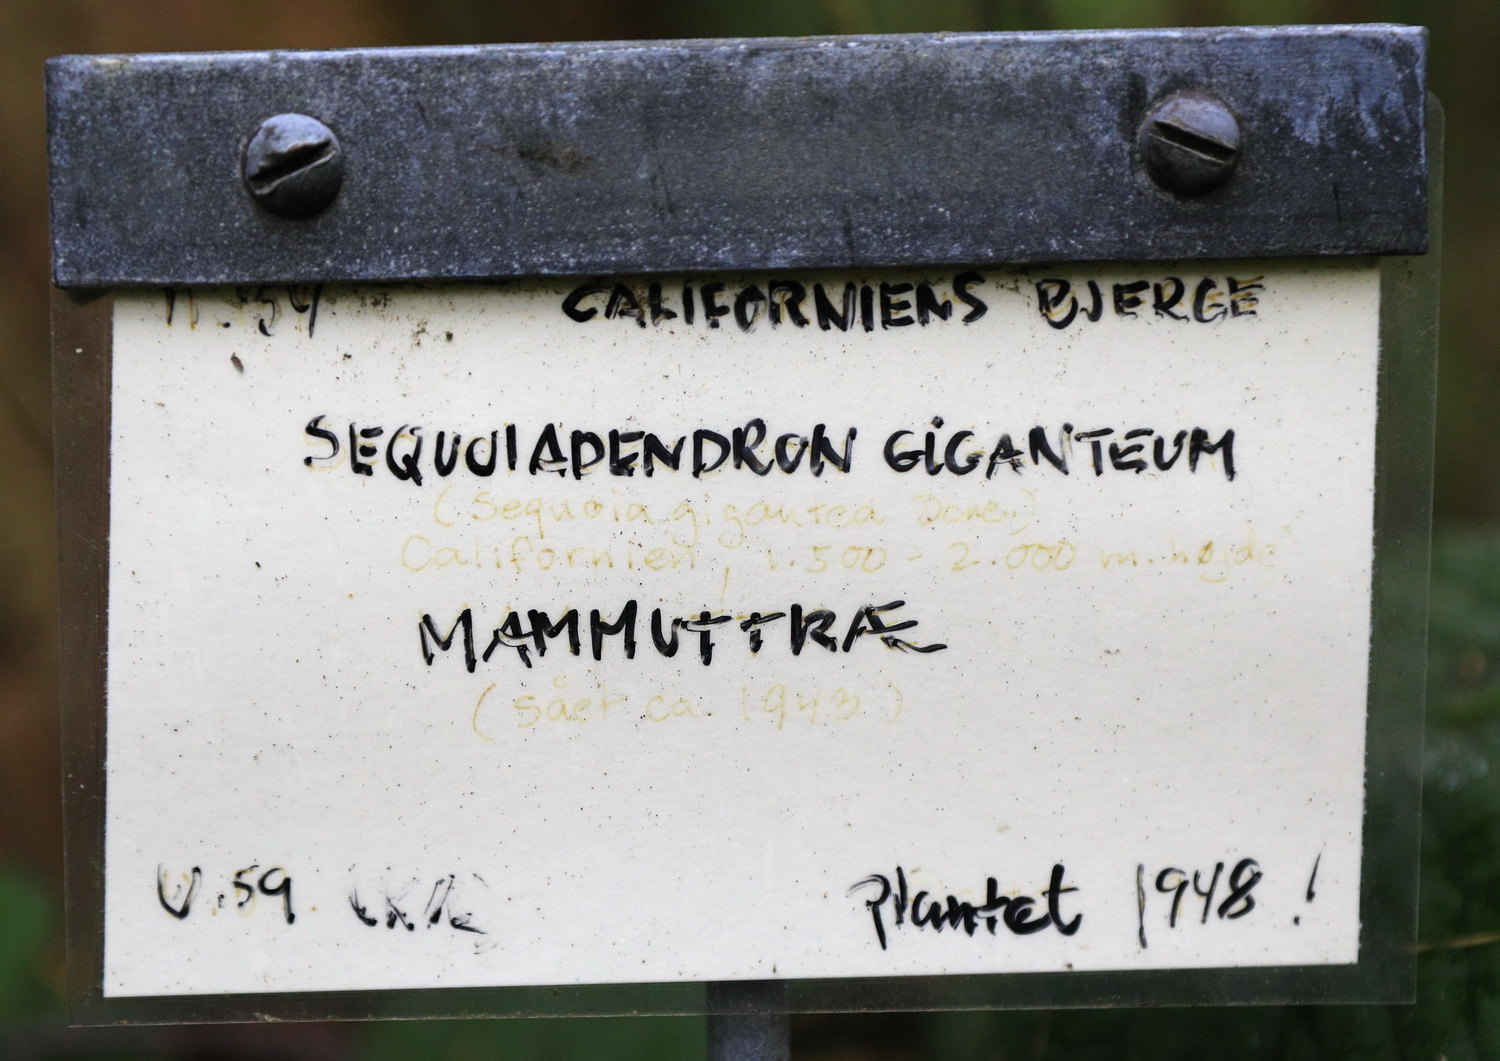 CALIFORNIENS BJERGE
SEQUOIADENDRON GIGANTEUM
(Sequoia gigantea Dcne.)
Californien, 1.500 - 2.000 m. højde
MAMMUTTRÆ
(Sået ca. 1943)
V.59
Plantet 1948!